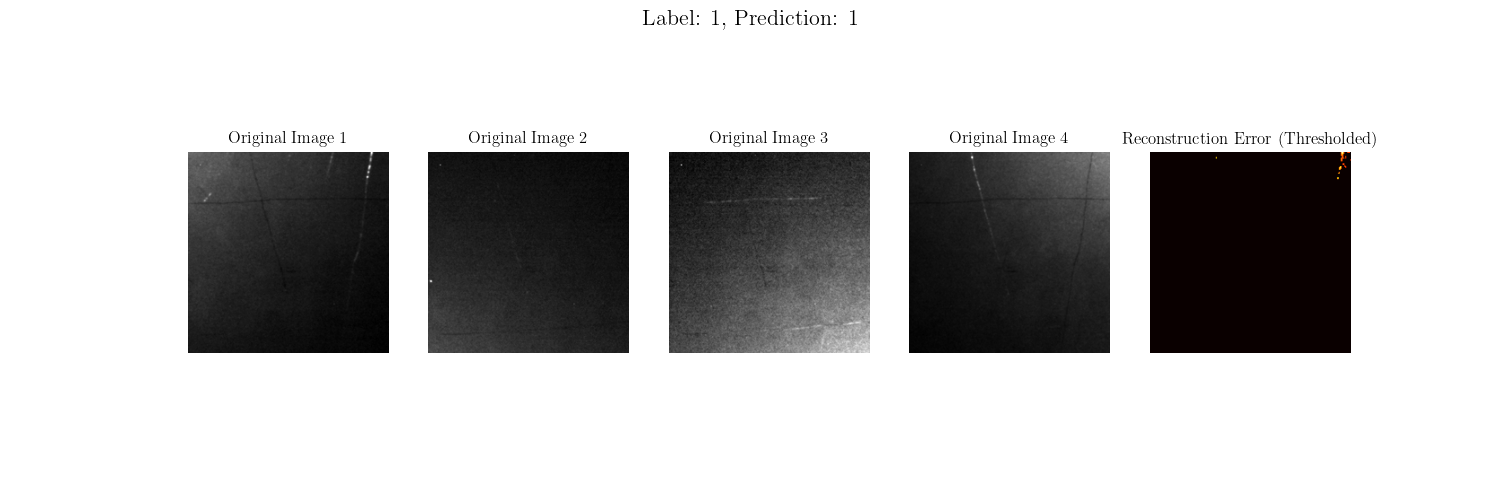 Label: 1, Prediction: 1
Original Image 1
Original Image 2
Original Image 3
Original Image 4
Reconstruction Error (Thresholded)